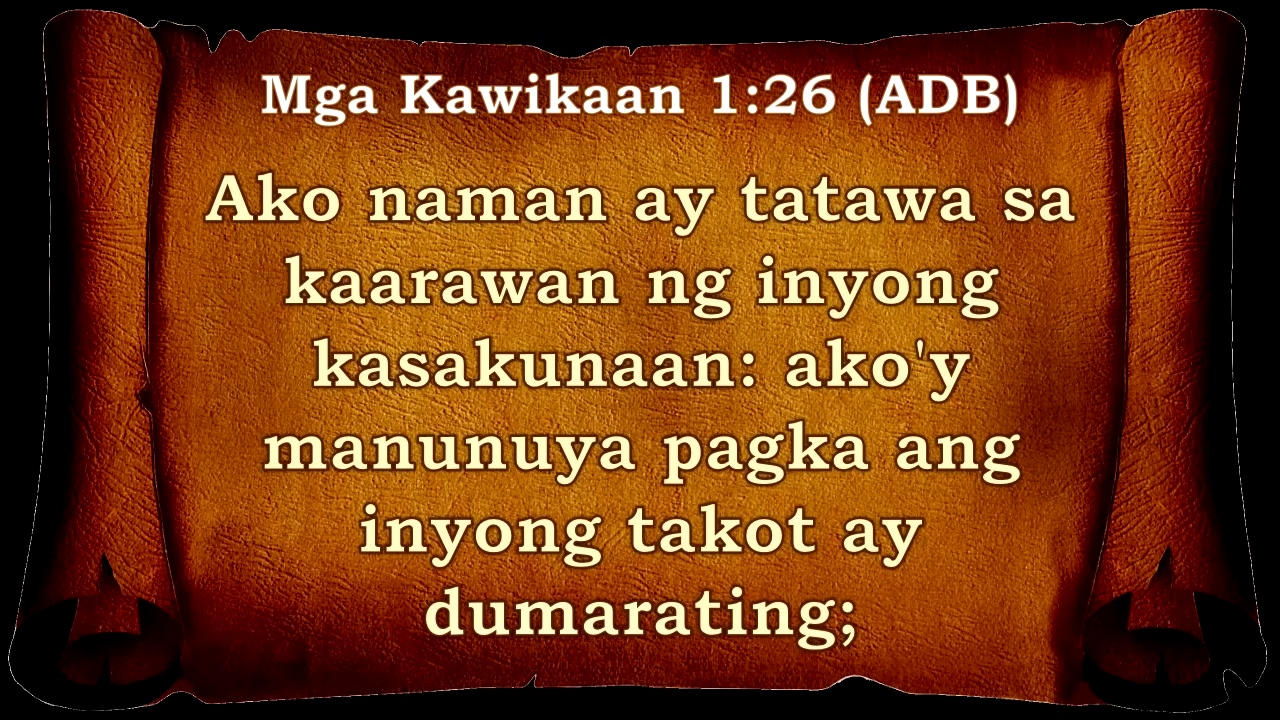 Mga Kawikaan 1:26 (ADB)
Ako naman ay tatawa sa
kaarawan ng inyong
kasakunaan: ako'y
manunuya pagka ang
inyong takot ay
dumarating;